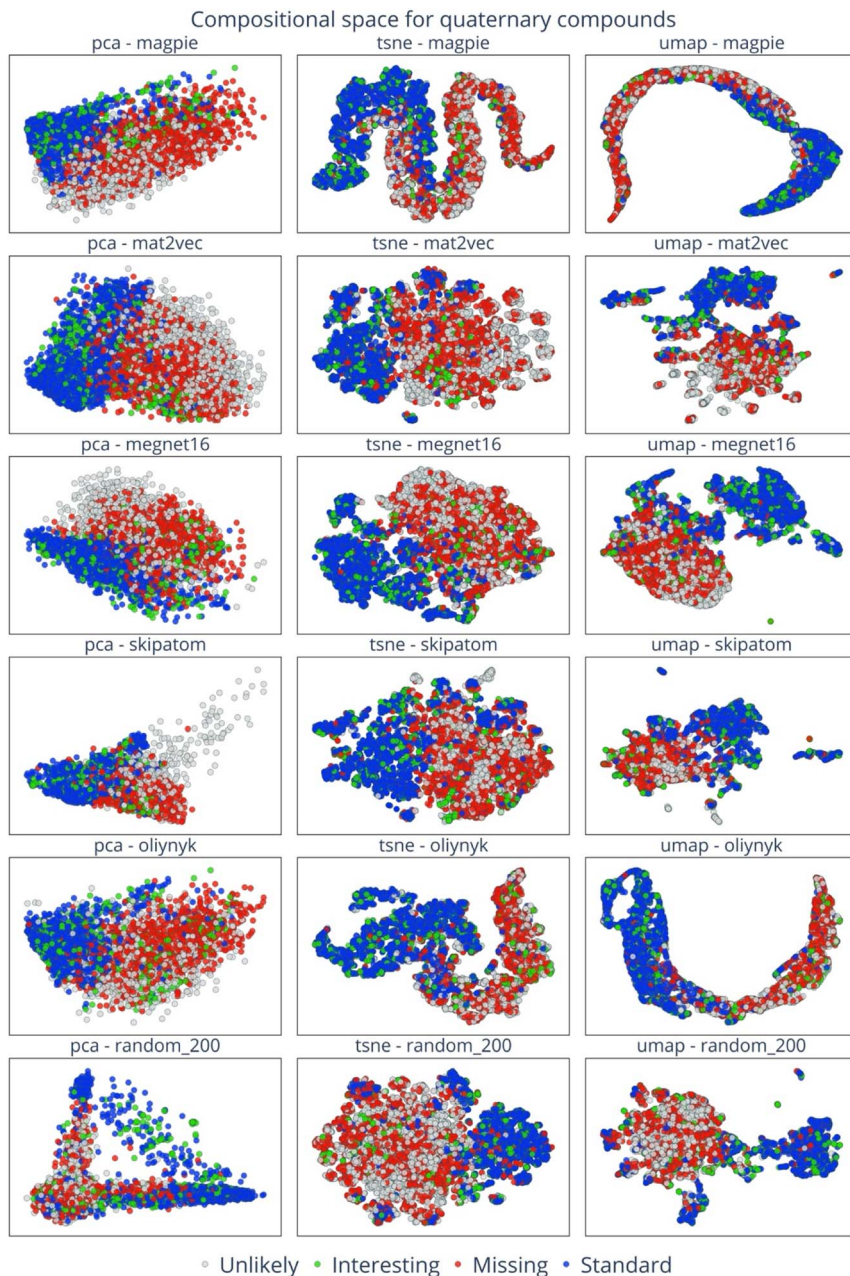 Compositional space for quaternary compounds
pca - magpie
tsne - magpie
umap - magpie
pca - mat2vec
tsne - mat2vec
umap - mat2vec
pca - megnet16
tsne - megnet16
umap - megnet16
pca - skipatom
tsne - skipatom
umap - skipatom
pca - oliynyk
tsne - oliynyk
umap - oliynyk
pca - random_200
tsne - random_200
umap - random_200
Unlikely Interesting Missing Standard